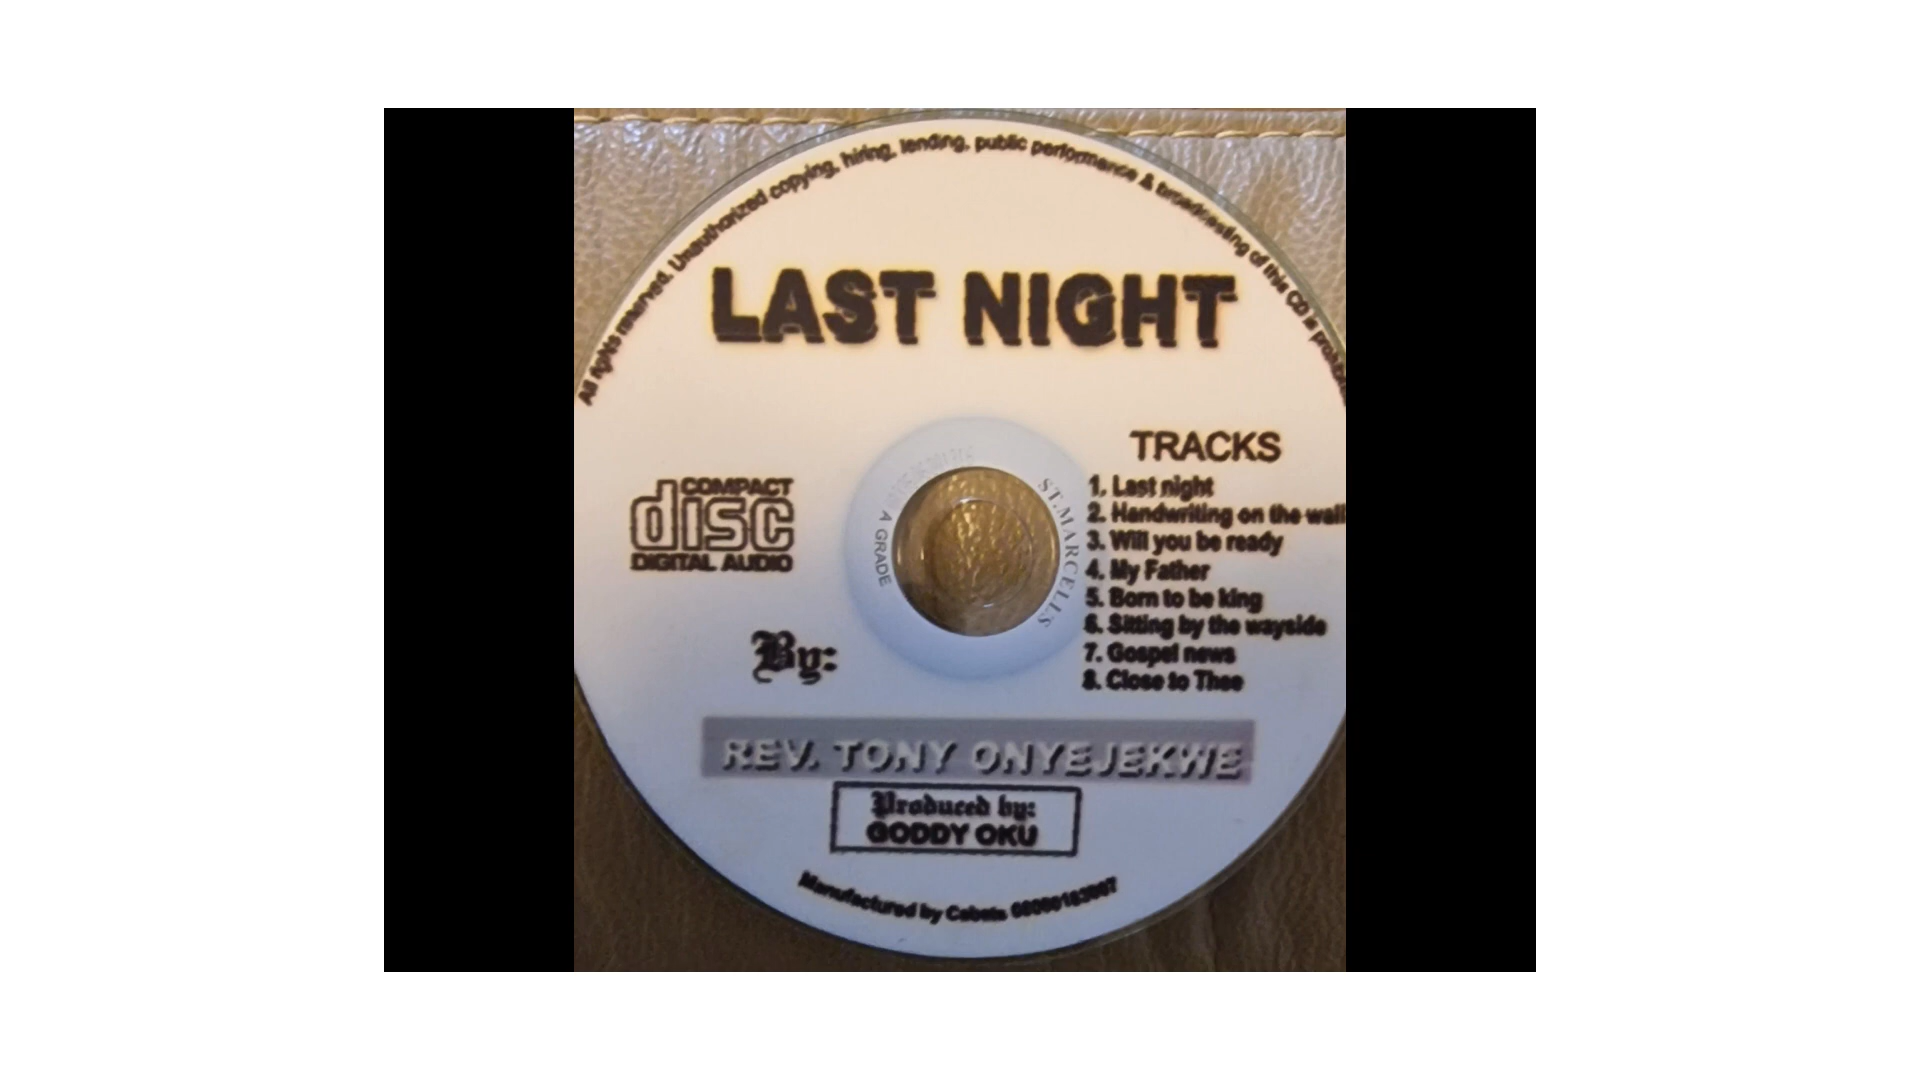 All rights reserved. Unauthorized copying, hiring, lending, public performance & broadcasting of this CD is
LAST NIGHT
COMPACT
disc
DIGITAL AUDIO
TRACKS
1. Last night
2. Handwriting on the wall
3. Will you be ready
4. My Father
5. Born to be king
6. Sitting by the wayside
7. Gospel news
8. Close to Thee
A GRADE
ST.MARCELLS
By:
REV. TONY ONYEJEKWE
Produced by:
GODDY OKU
Manufactured by